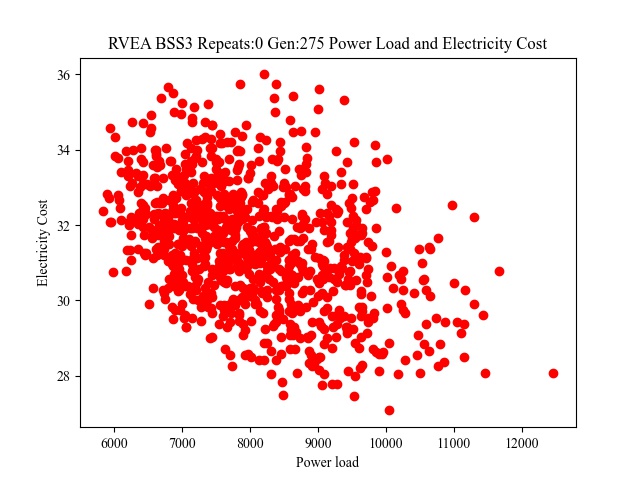 RVEA BSS3 Repeats:0 Gen:275 Power Load and Electricity Cost
36
34
32
30
28
Electricity Cost
6000 7000 8000 9000 10000 11000 12000
Power load